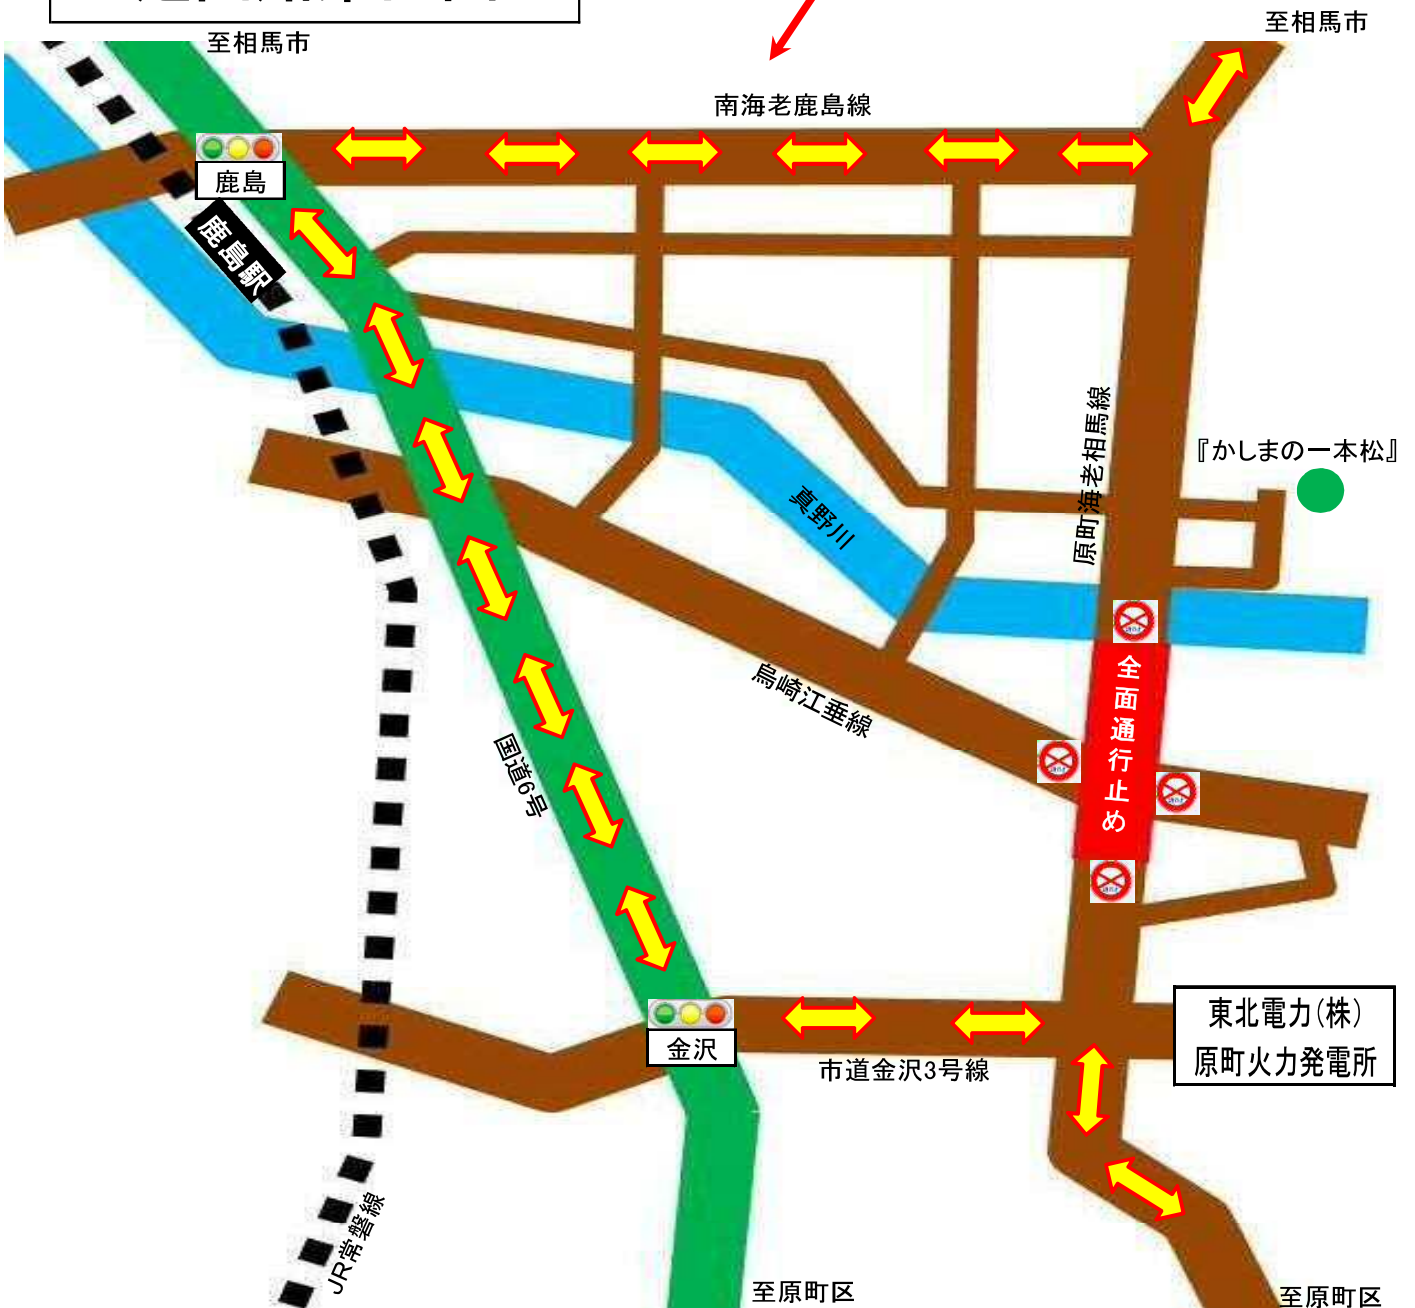 至相馬市
至相馬市
南海老鹿島線
鹿島
鹿島駅
原町海老相馬線
『かしまの一本松』
真野川
全面通行止め
烏崎江垂線
国道6号
金沢
市道金沢3号線
東北電力(株)
原町火力発電所
JR常磐線
至原町区
至原町区